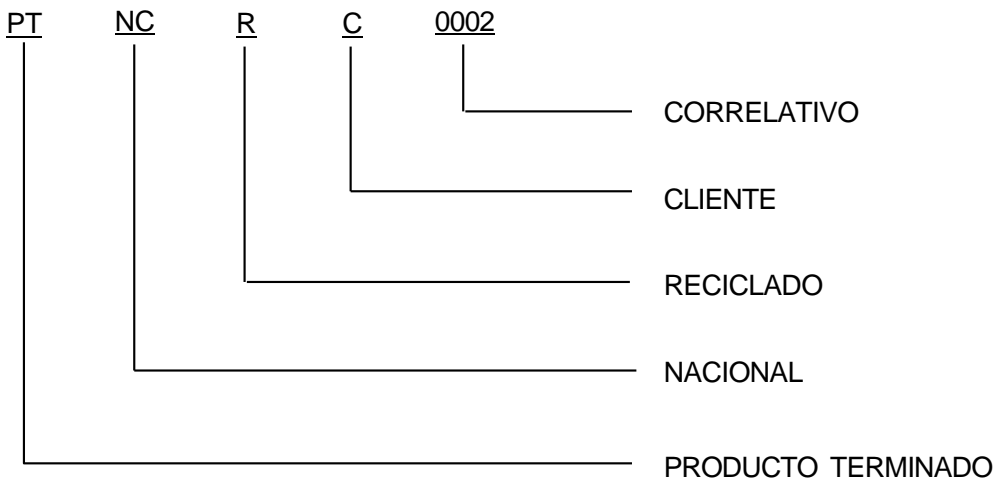 PT NC R C 0002
CORRELATIVO
CLIENTE
RECICLADO
NACIONAL
PRODUCTO TERMINADO